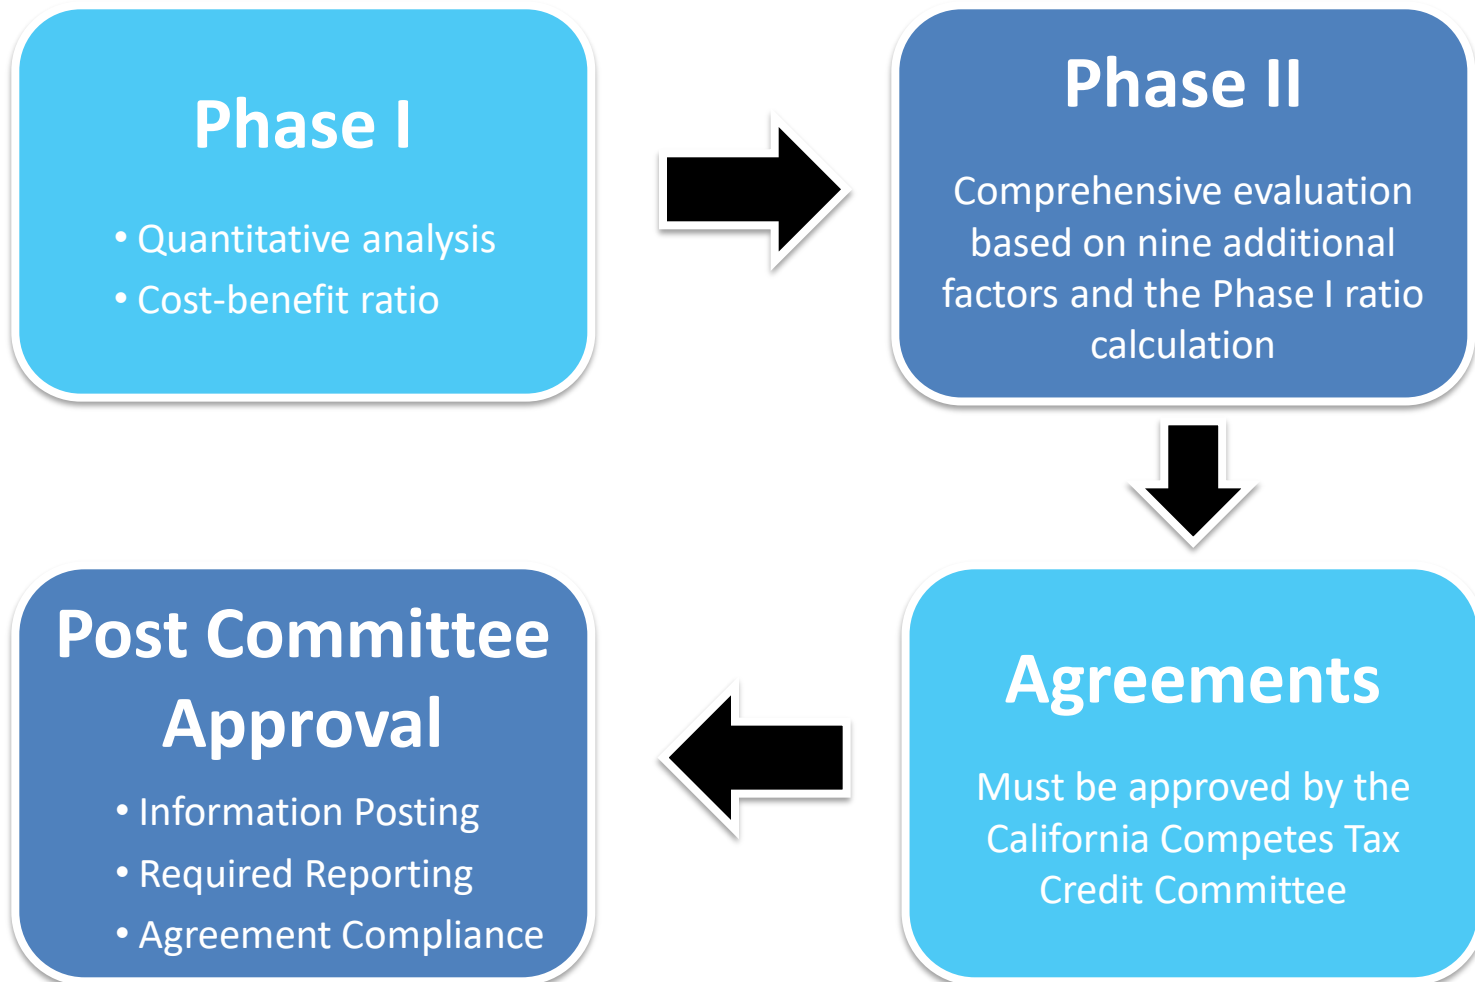 Phase I
• Quantitative analysis
• Cost-benefit ratio
Phase II
Comprehensive evaluation
based on nine additional
factors and the Phase I ratio
calculation
Agreements
Must be approved by the
California Competes Tax
Credit Committee
Post Committee
Approval
• Information Posting
• Required Reporting
• Agreement Compliance